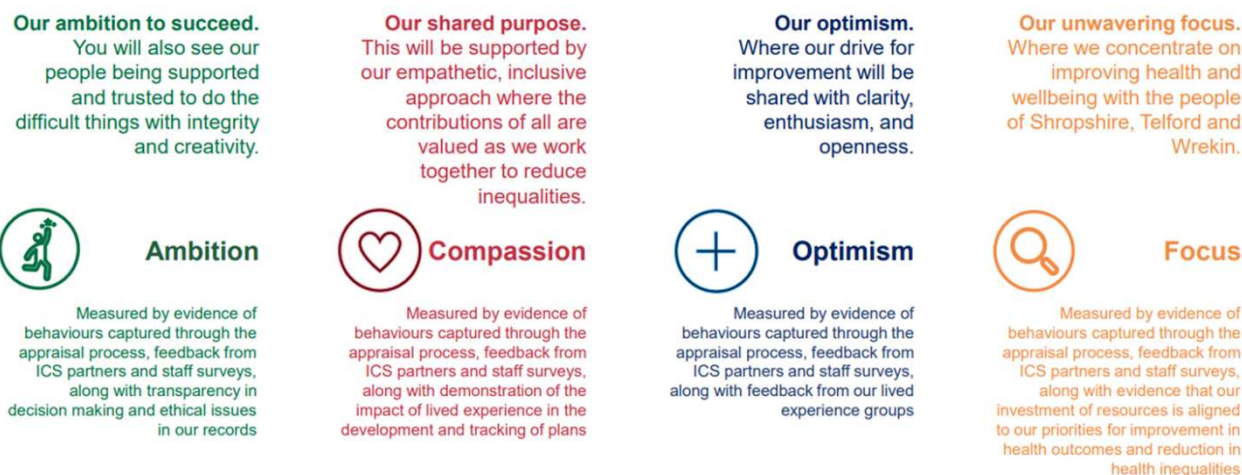 Our ambition to succeed.
You will also see our
people being supported
and trusted to do the
difficult things with integrity
and creativity.
Ambition
Measured by evidence of
behaviours captured through the
appraisal process, feedback from
ICS partners and staff surveys,
along with transparency in
decision making and ethical issues
in our records
Our shared purpose.
This will be supported by
our empathetic, inclusive
approach where the
contributions of all are
valued as we work
together to reduce
inequalities.
Compassion
Measured by evidence of
behaviours captured through the
appraisal process, feedback from
ICS partners and staff surveys,
along with demonstration of the
impact of lived experience in the
development and tracking of plans
Our optimism.
Where our drive for
improvement will be
shared with clarity,
enthusiasm, and
openness.
Optimism
Measured by evidence of
behaviours captured through the
appraisal process, feedback from
ICS partners and staff surveys,
along with feedback from our lived
experience groups
Our unwavering focus.
Where we concentrate on
improving health and
wellbeing with the people
of Shropshire, Telford and
Wrekin.
Focus
Measured by evidence of
behaviours captured through the
appraisal process, feedback from
ICS partners and staff surveys,
along with evidence that our
investment of resources is aligned
to our priorities for improvement in
health outcomes and reduction in
health inequalities